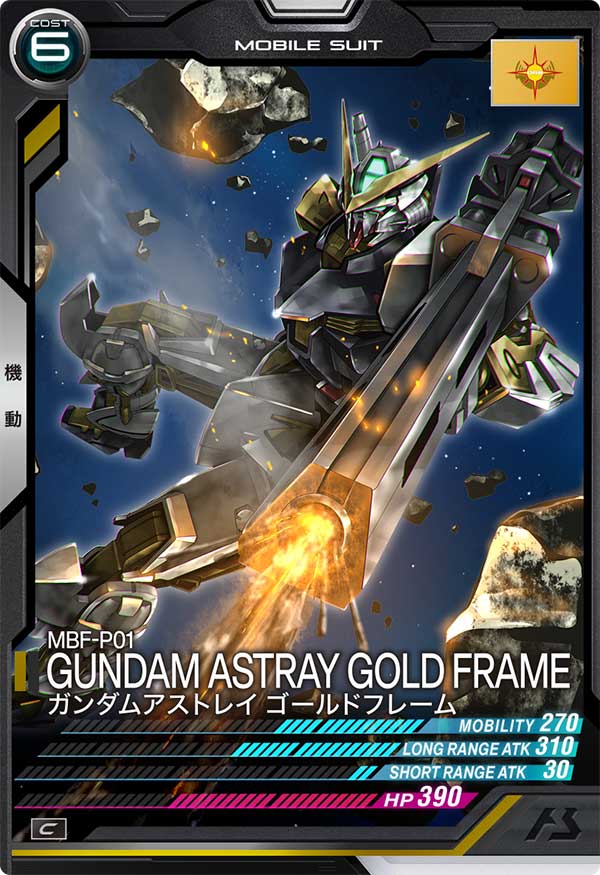 COST
6
MOBILE SUIT
機動
MBF-P01
GUNDAM ASTRAY GOLD FRAME
ガンダムアストレイ ゴールドフレーム
MOBILITY 270
LONG RANGE ATK 310
SHORT RANGE ATK 30
HP 390
C